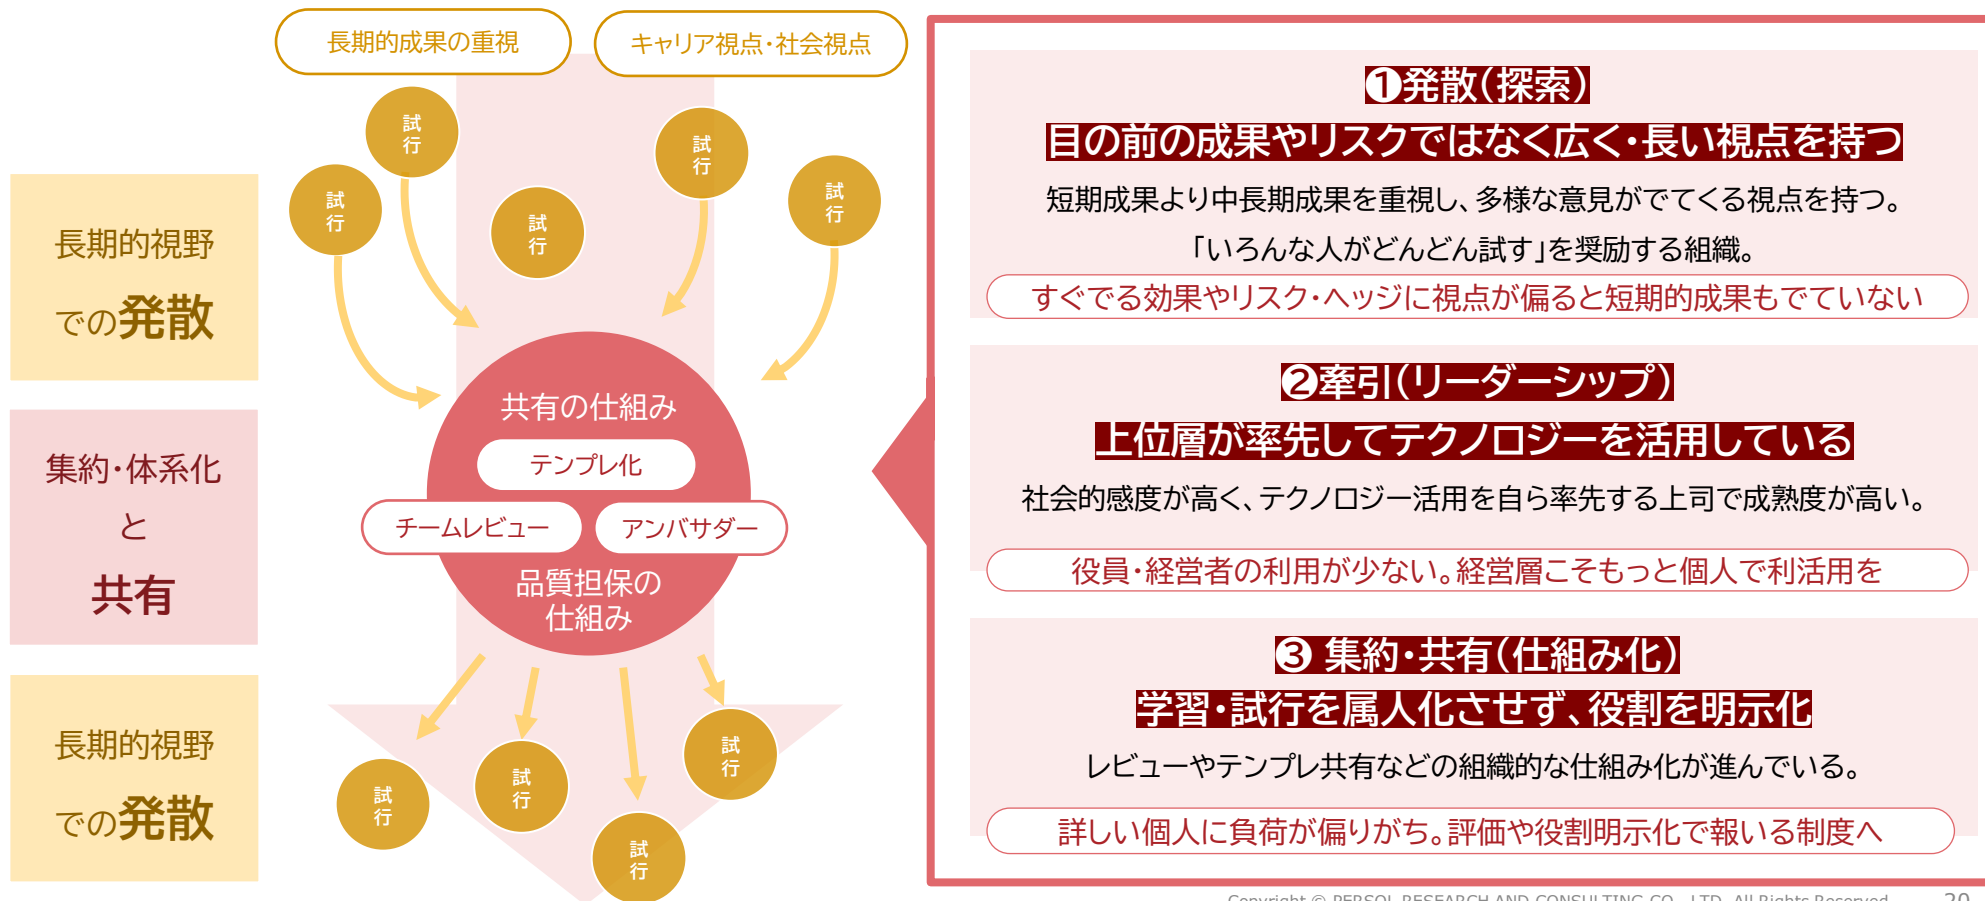 長期的成果の重視
キャリア視点・社会視点
試
行
試
行
試
行
試
行
試
行
長期的視野
での発散
集約・体系化
と
共有
長期的視野
での発散
共有の仕組み
テンプレ化
チームレビュー
アンバサダー
品質担保の
仕組み
試
行
試
行
試
行
試
行
❶発散(探索)
目の前の成果やリスクではなく広く・長い視点を持つ
短期成果より中長期成果を重視し、多様な意見がでてくる視点を持つ。
「いろんな人がどんどん試す」を奨励する組織。
すぐでる効果やリスク・ヘッジに視点が偏ると短期的成果もでていない
❷牽引(リーダーシップ)
上位層が率先してテクノロジーを活用している
社会的感度が高く、テクノロジー活用を自ら率先する上司で成熟度が高い。
役員・経営者の利用が少ない。経営層こそもっと個人で利活用を
❸ 集約・共有(仕組み化)
学習・試行を属人化させず、役割を明示化
レビューやテンプレ共有などの組織的な仕組み化が進んでいる。
詳しい個人に負荷が偏りがち。評価や役割明示化で報いる制度へ
Copyright © PERSOL RESEARCH AND CONSULTING CO., LTD. All Rights Reserved.
20